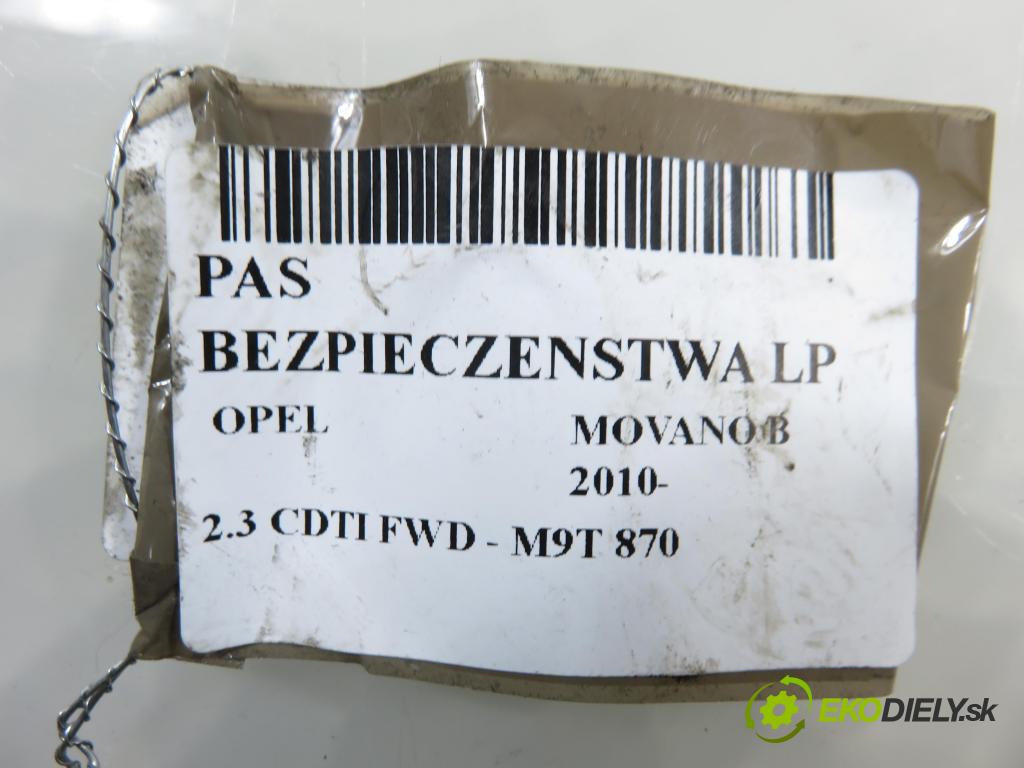 PAS
BEZPIECZENSTWA LP
OPEL MOVANO B
2010-
2.3 CDTI FWD - M9T 870
EKODIELY.sk